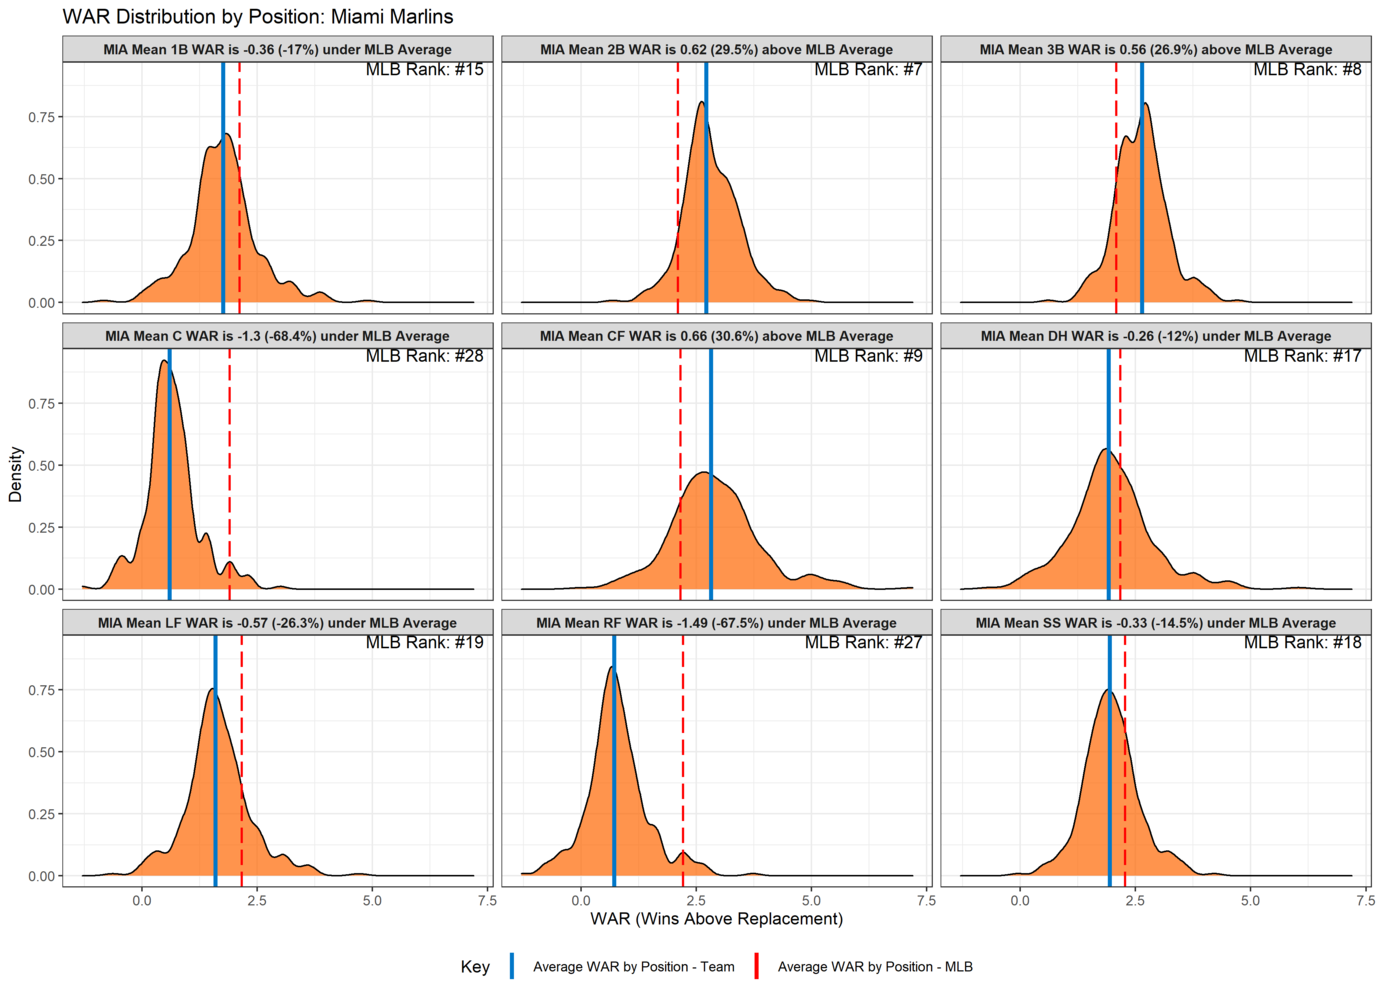 WAR Distribution by Position: Miami Marlins
MIA Mean 1B WAR is -0.36 (-17%) under MLB Average
MIA Mean 2B WAR is 0.62 (29.5%) above MLB Average
MIA Mean 3B WAR is 0.56 (26.9%) above MLB Average
MLB Rank: #15
MLB Rank: #7
MLB Rank: #8
0.75
0.50
0.25
0.00
MIA Mean C WAR is -1.3 (-68.4%) under MLB Average
MIA Mean CF WAR is 0.66 (30.6%) above MLB Average
MIA Mean DH WAR is -0.26 (-12%) under MLB Average
MLB Rank: #28
MLB Rank: #9
MLB Rank: #17
0.75
0.50
0.25
0.00
Density
MIA Mean LF WAR is -0.57 (-26.3%) under MLB Average
MIA Mean RF WAR is -1.49 (-67.5%) under MLB Average
MIA Mean SS WAR is -0.33 (-14.5%) under MLB Average
MLB Rank: #19
MLB Rank: #27
MLB Rank: #18
0.75
0.50
0.25
0.00
0.0 2.5 5.0 7.5
0.0 2.5 5.0 7.5
0.0 2.5 5.0 7.5
WAR (Wins Above Replacement)
Key
Average WAR by Position - Team
Average WAR by Position - MLB